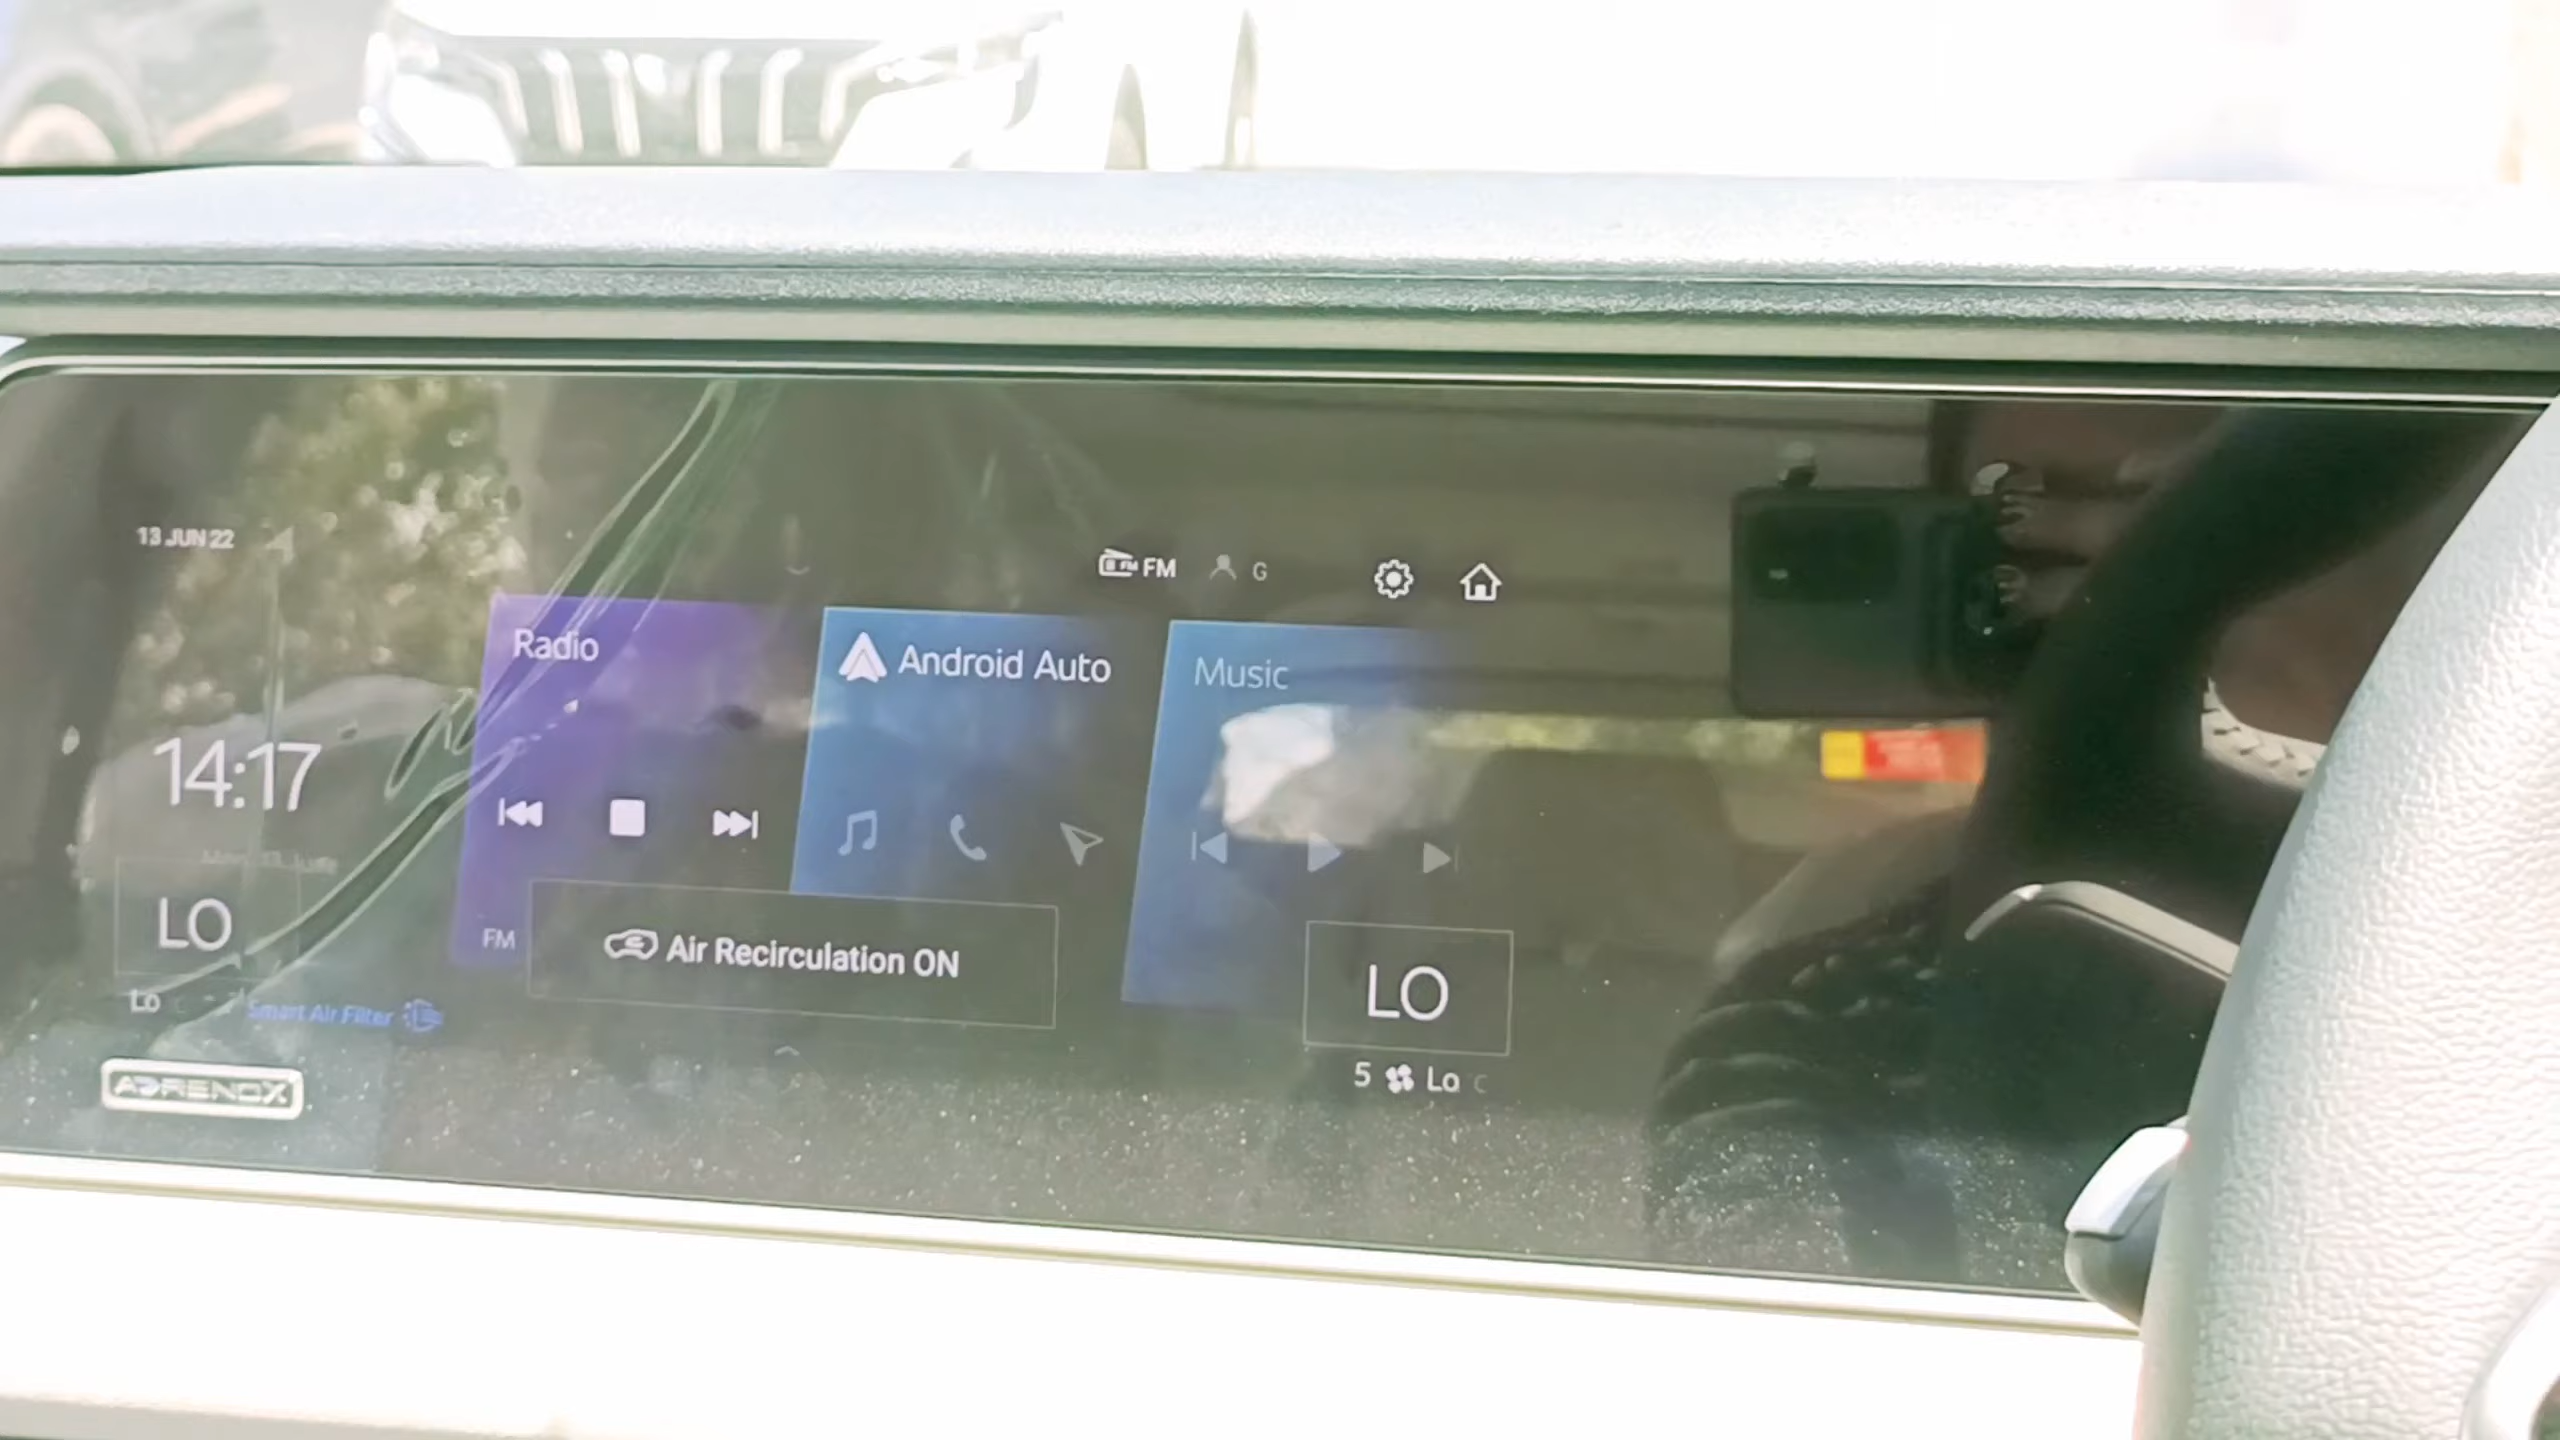 13 JUN 22
FM G
Radio
Android Auto
Music
14:17
LO
FM
Air Recirculation ON
LO
Lo
Smart Air Filter
5 Lo
ADRENOX